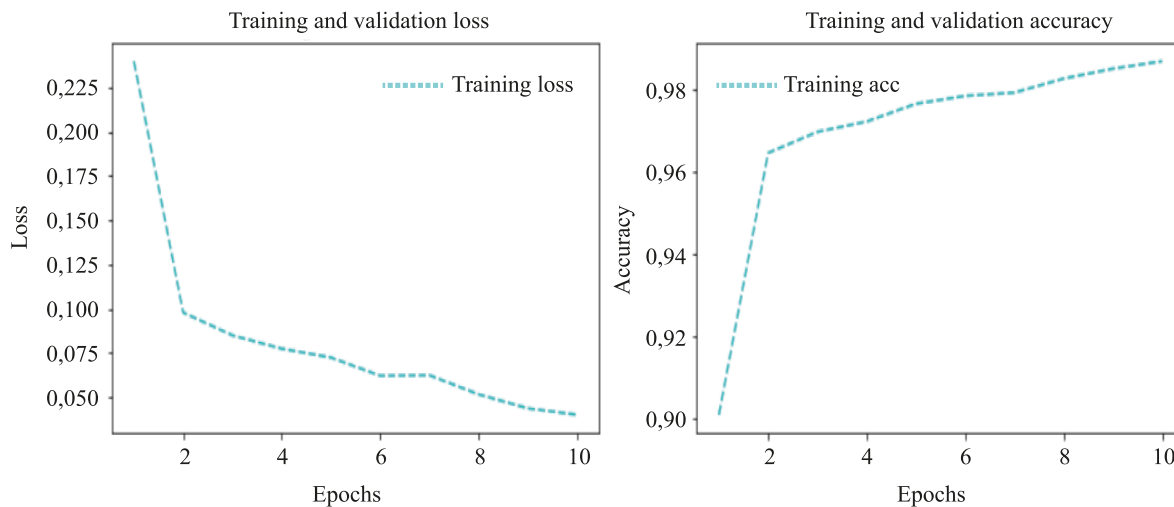 Training and validation loss
Training loss
0,225
0,200
0,175
0,150
0,125
0,100
0,075
0,050
Loss
2 4 6 8 10
Epochs
Training and validation accuracy
Training acc
0,98
0,96
0,94
0,92
0,90
Accuracy
2 4 6 8 10
Epochs